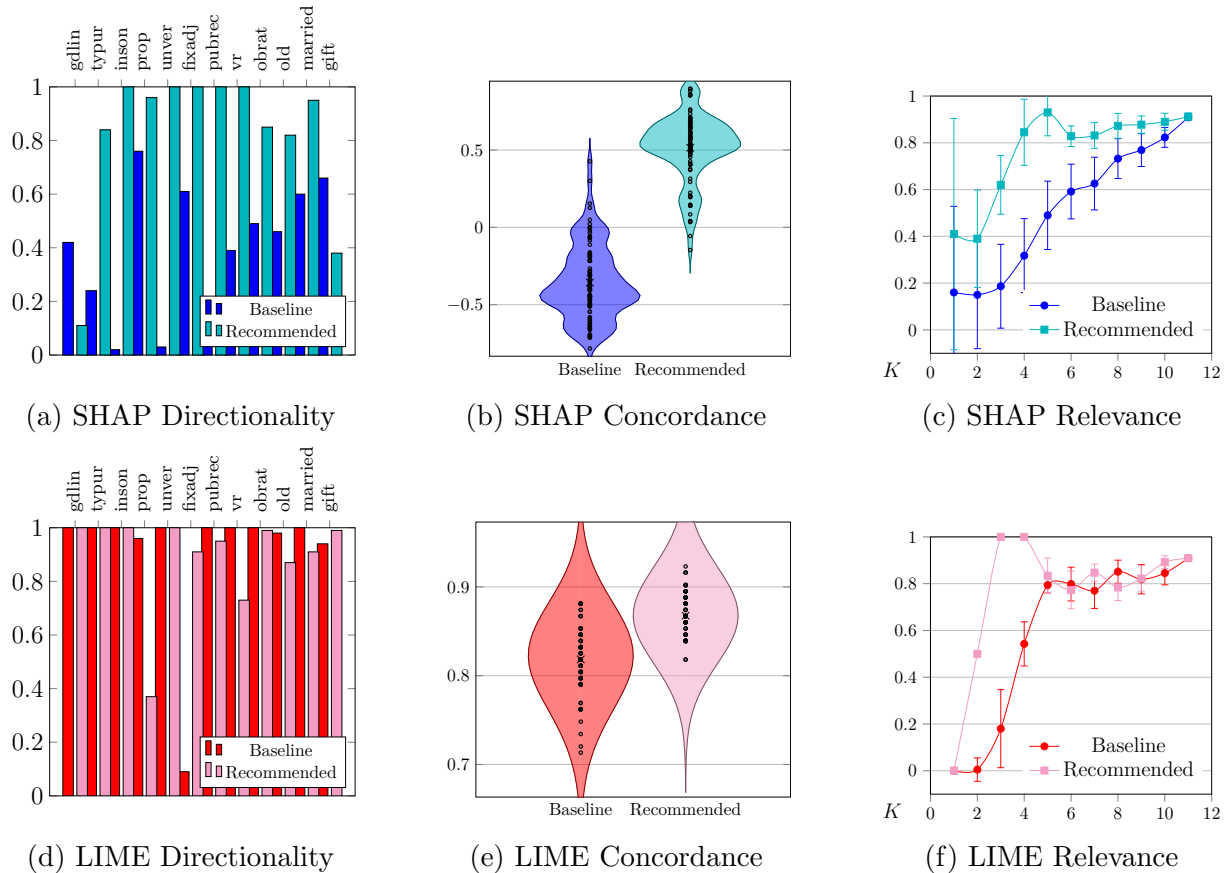 gdlin typur inson prop unver fixadj pubrec vr obrat old married gift
1
0.8
0.6
0.4
0.2
0
Baseline
Recommended
(a) SHAP Directionality
0.5
0
−0.5
Baseline Recommended
(b) SHAP Concordance
1
0.8
0.6
0.4
0.2
0
Baseline
Recommended
K 0 2 4 6 8 10 12
(c) SHAP Relevance
gdlin typur inson prop unver fixadj pubrec vr obrat old married gift
1
0.8
0.6
0.4
0.2
0
Baseline
Recommended
(d) LIME Directionality
0.9
0.8
0.7
Baseline Recommended
(e) LIME Concordance
1
0.8
0.6
0.4
0.2
0
Baseline
Recommended
K 0 2 4 6 8 10 12
(f) LIME Relevance